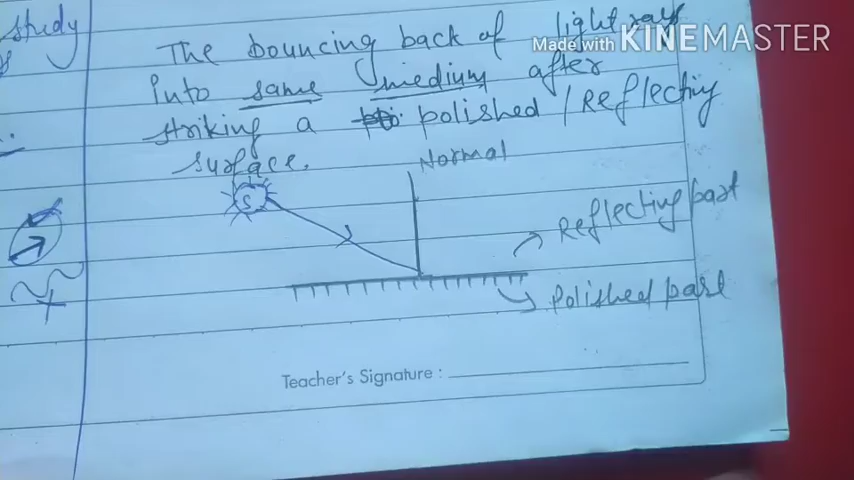 study
The bouncing back of light rays
Made with KINEMASTER
into same medium after
striking a polished / Reflecting
surface.
Normal
S
Reflecting part
Polished part
Teacher's Signature :